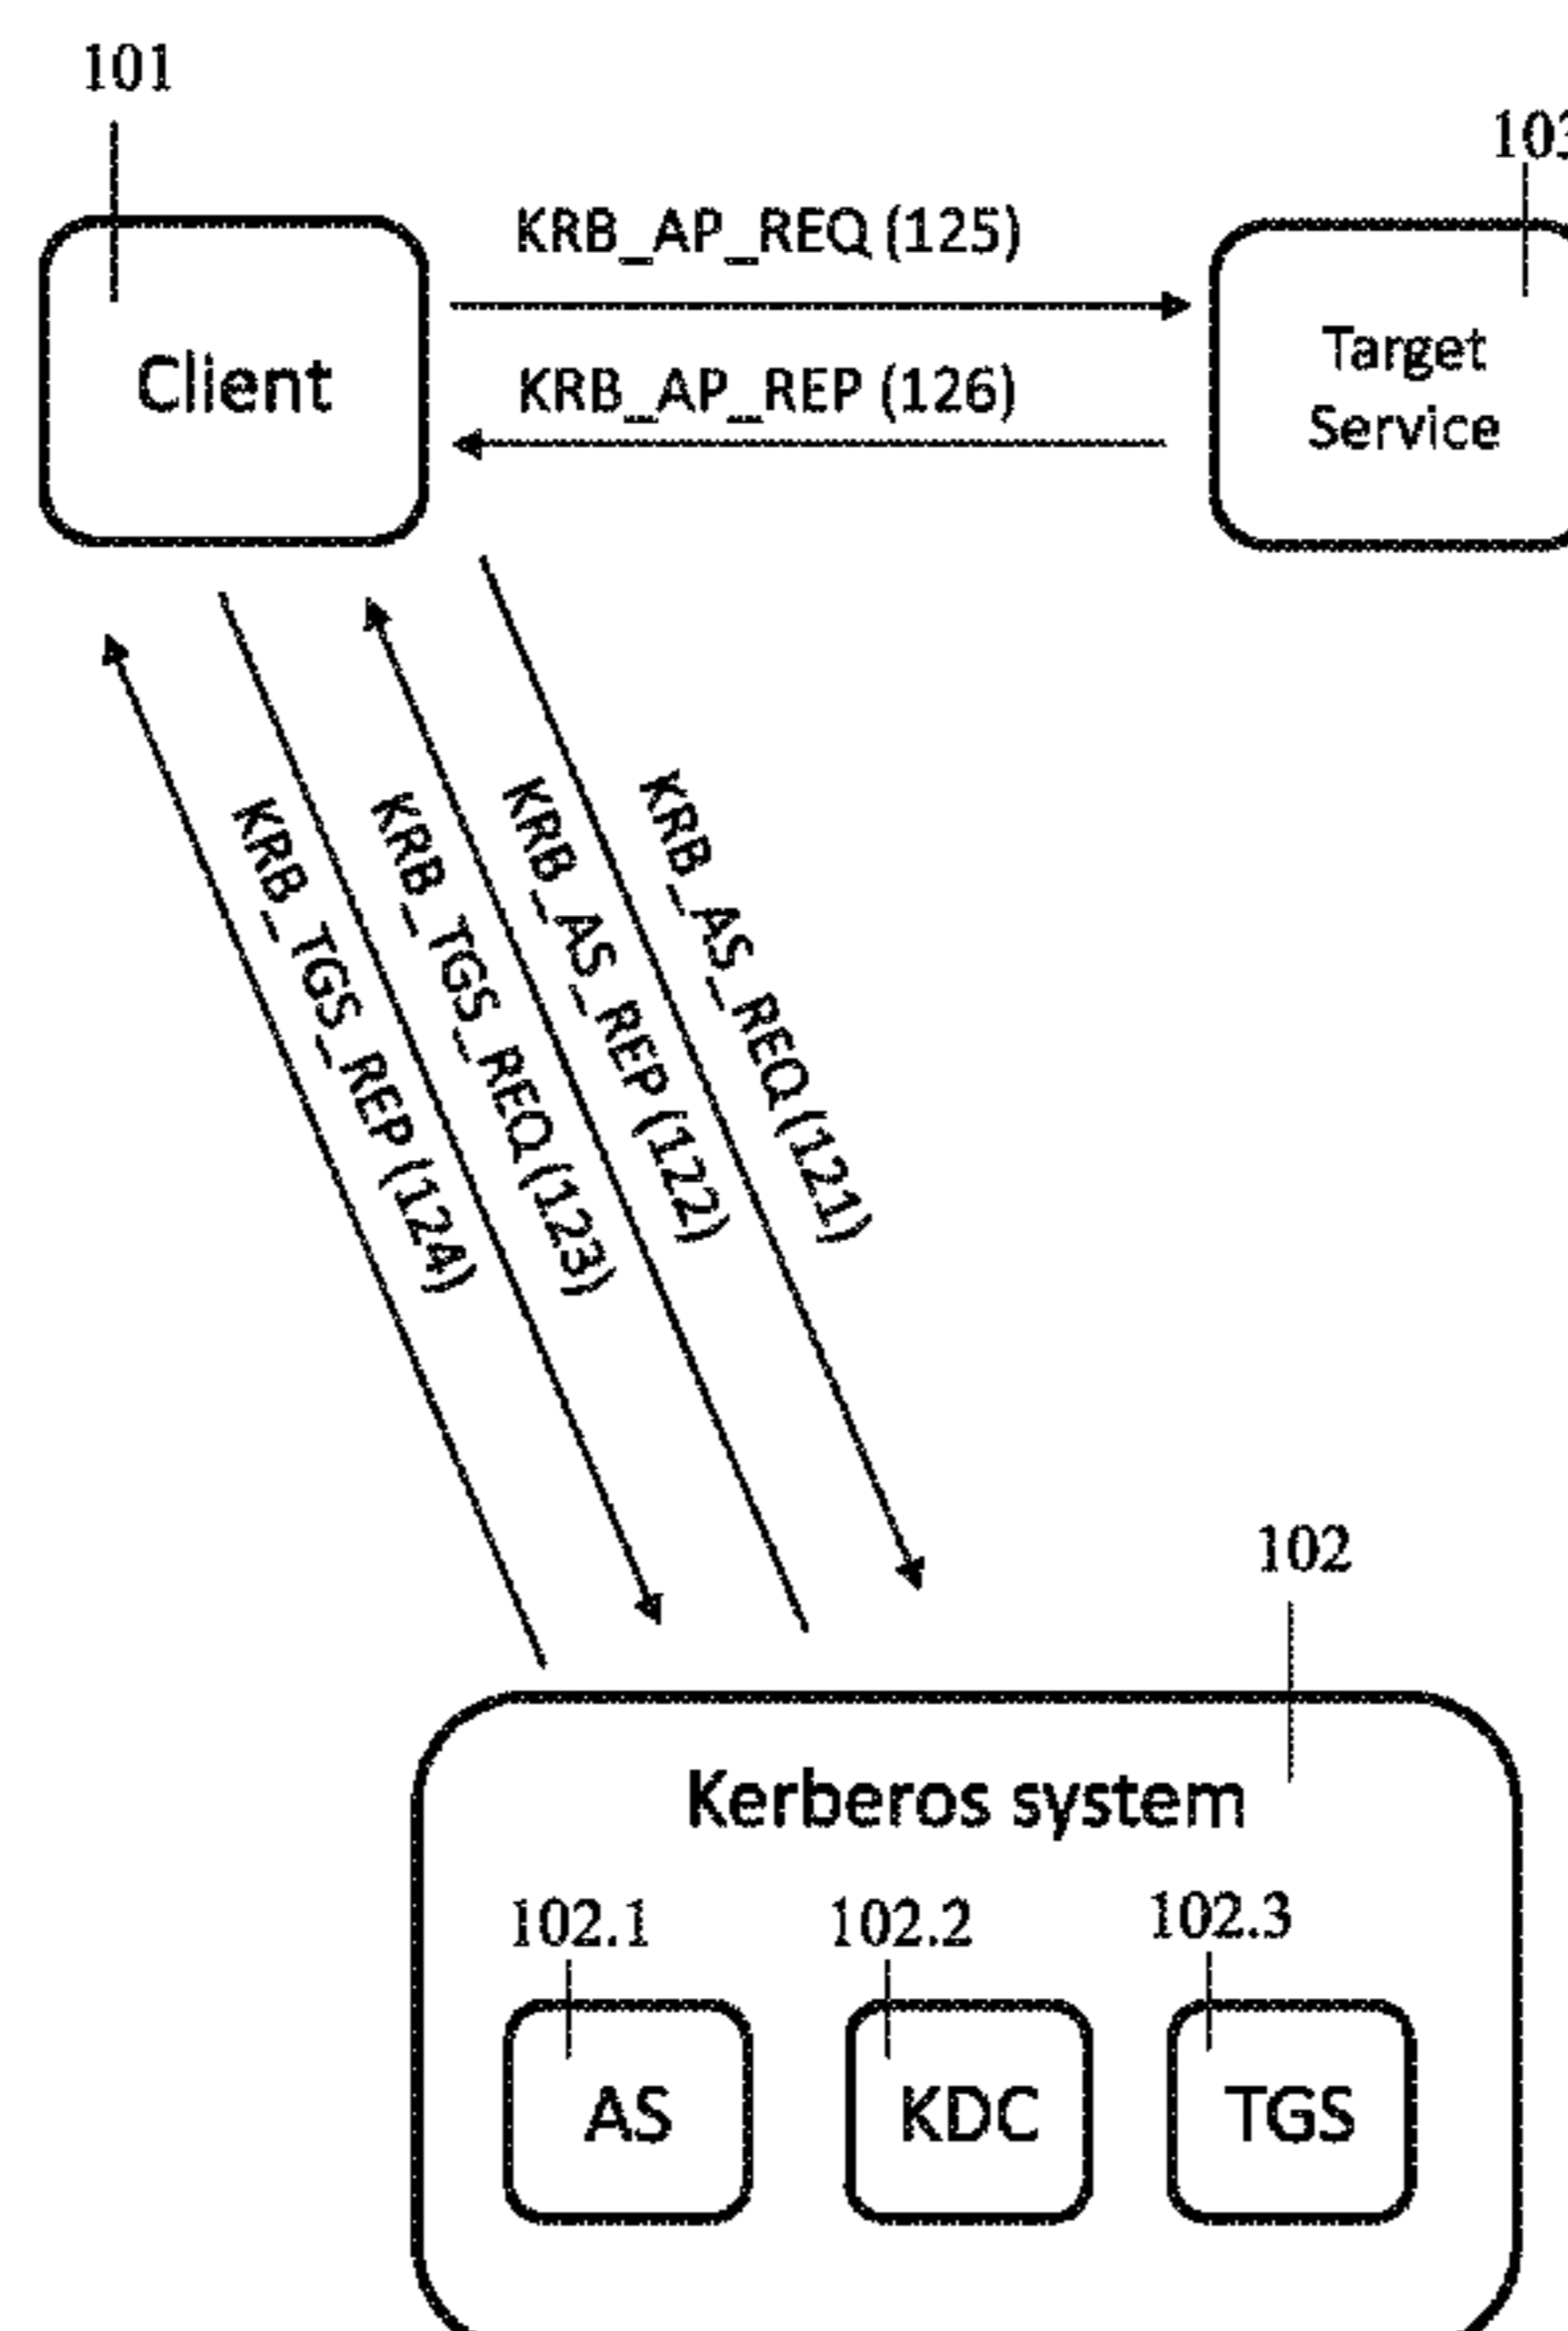 101
103
KRB_AP_REQ (125)
Client
Target
Service
KRB_AP_REP (126)
KRB_TGS_REP (124)
KRB_TGS_REQ (123)
KRB_AS_REP (122)
KRB_AS_REQ (121)
102
Kerberos system
102.1
102.2
102.3
AS
KDC
TGS